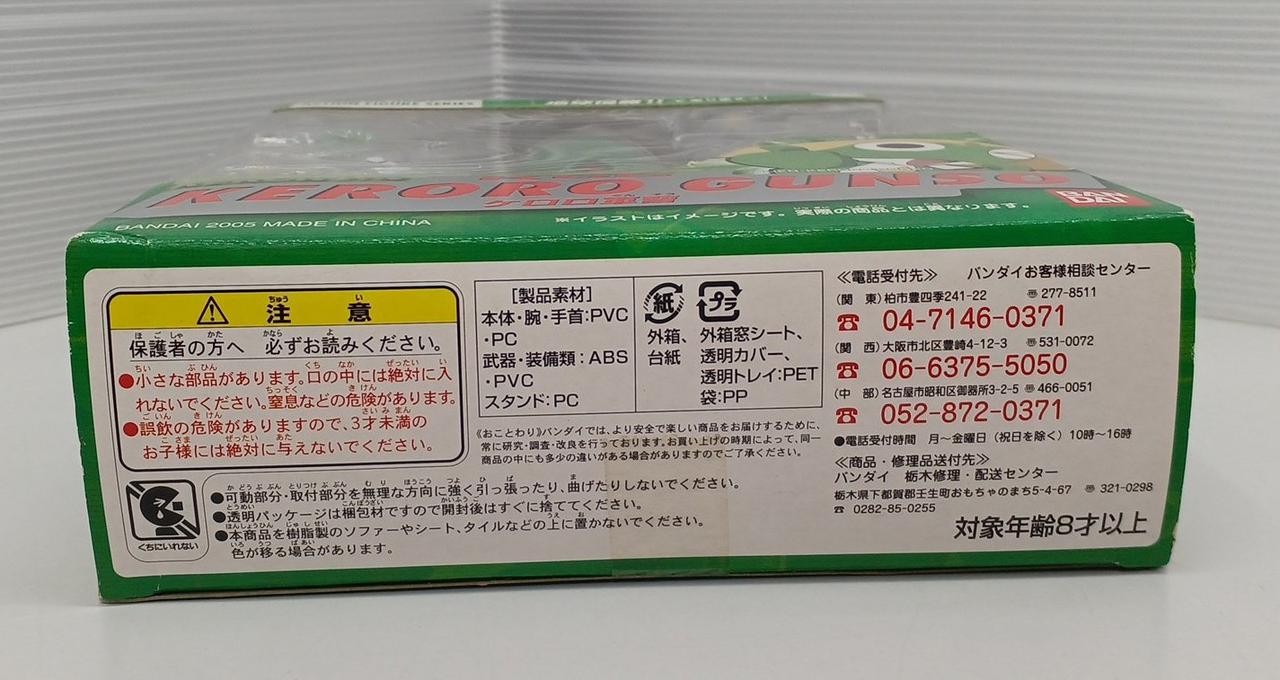 KERORO GUNSO
ケロロ軍曹
BAN
DAI
BANDAI 2005 MADE IN CHINA
※イラストはイメージです。実際の商品とは異なります。
注意
ちゅう い
保護者の方へ 必ずお読みください。
ほごしゃ かた かなら よ
●小さな部品があります。口の中には絶対に入
れないでください。窒息などの危険があります。
●誤飲の危険がありますので、3才未満の
お子様には絶対に与えないでください。
くちにいれない
●可動部分・取付部分を無理な方向に強く引っ張ったり、曲げたりしないでください。
●透明パッケージは梱包材ですので開封後はすぐに捨ててください。
●本商品を樹脂製のソファーやシート、タイルなどの上に置かないでください。
色が移る場合があります。
[製品素材]
本体・腕・手首:PVC
・PC
武器・装備類:ABS
・PVC
スタンド:PC
紙
外箱、
台紙
プラ
外箱窓シート、
透明カバー、
透明トレイ:PET
袋:PP
《おことわり》バンダイでは、より安全で楽しい商品をお届けするために、
常に研究・調査・改良を行っております。お買い上げの時期によって、同一
商品の中にも多少の違いがある場合がありますのでご了承ください。
≪電話受付先≫ バンダイお客様相談センター
(関 東)柏市豊四季241-22 〒277-8511
☎ 04-7146-0371
(関 西)大阪市北区豊崎4-12-3 〒531-0072
☎ 06-6375-5050
(中 部)名古屋市昭和区御器所3-2-5 〒466-0051
☎ 052-872-0371
●電話受付時間 月〜金曜日(祝日を除く)10時〜16時
≪商品・修理品送付先≫
バンダイ 栃木修理・配送センター
栃木県下都賀郡壬生町おもちゃのまち5-4-67 〒321-0298
☎ 0282-85-0255
対象年齢8才以上